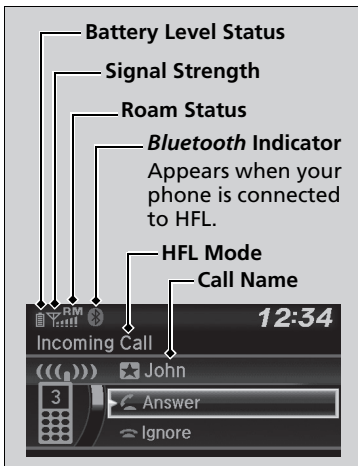 Battery Level Status
Signal Strength
Roam Status
Bluetooth Indicator
Appears when your
phone is connected
to HFL.
HFL Mode
Call Name
RM
12:34
Incoming Call
John
3
Answer
Ignore